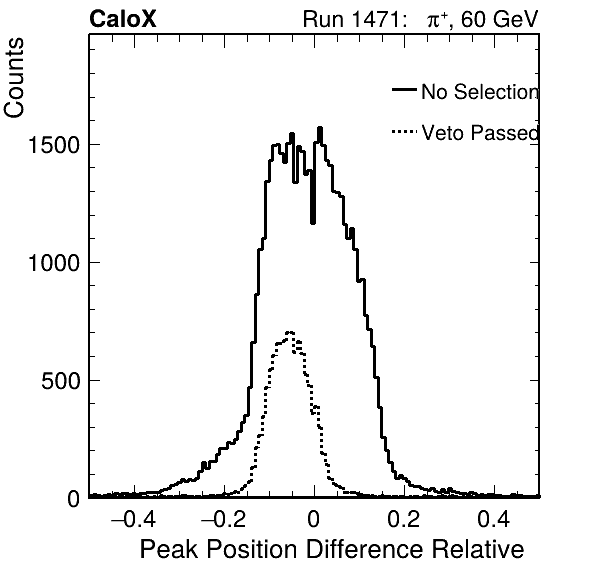 CaloX Run 1471: π⁺, 60 GeV
Counts
No Selection
Veto Passed
1500
1000
500
0
−0.4 −0.2 0 0.2 0.4
Peak Position Difference Relative